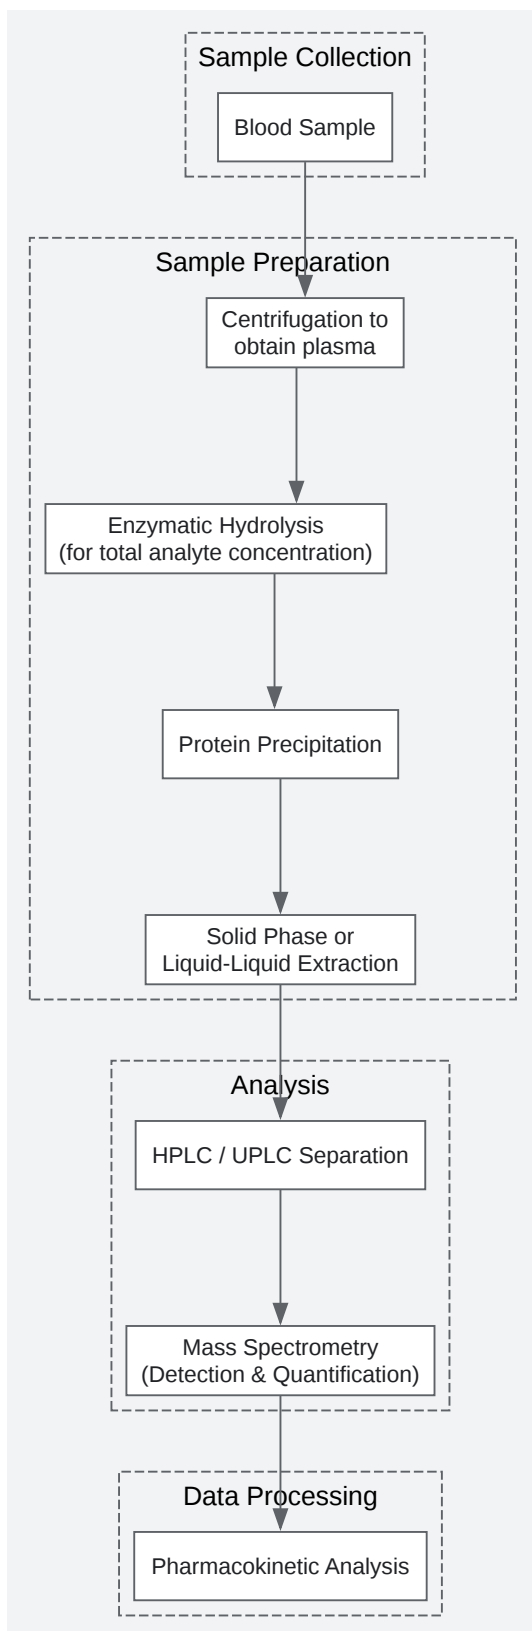 Sample Collection
Blood Sample
Sample Preparation
Centrifugation to
obtain plasma
Enzymatic Hydrolysis
(for total analyte concentration)
Protein Precipitation
Solid Phase or
Liquid-Liquid Extraction
Analysis
HPLC / UPLC Separation
Mass Spectrometry
(Detection & Quantification)
Data Processing
Pharmacokinetic Analysis